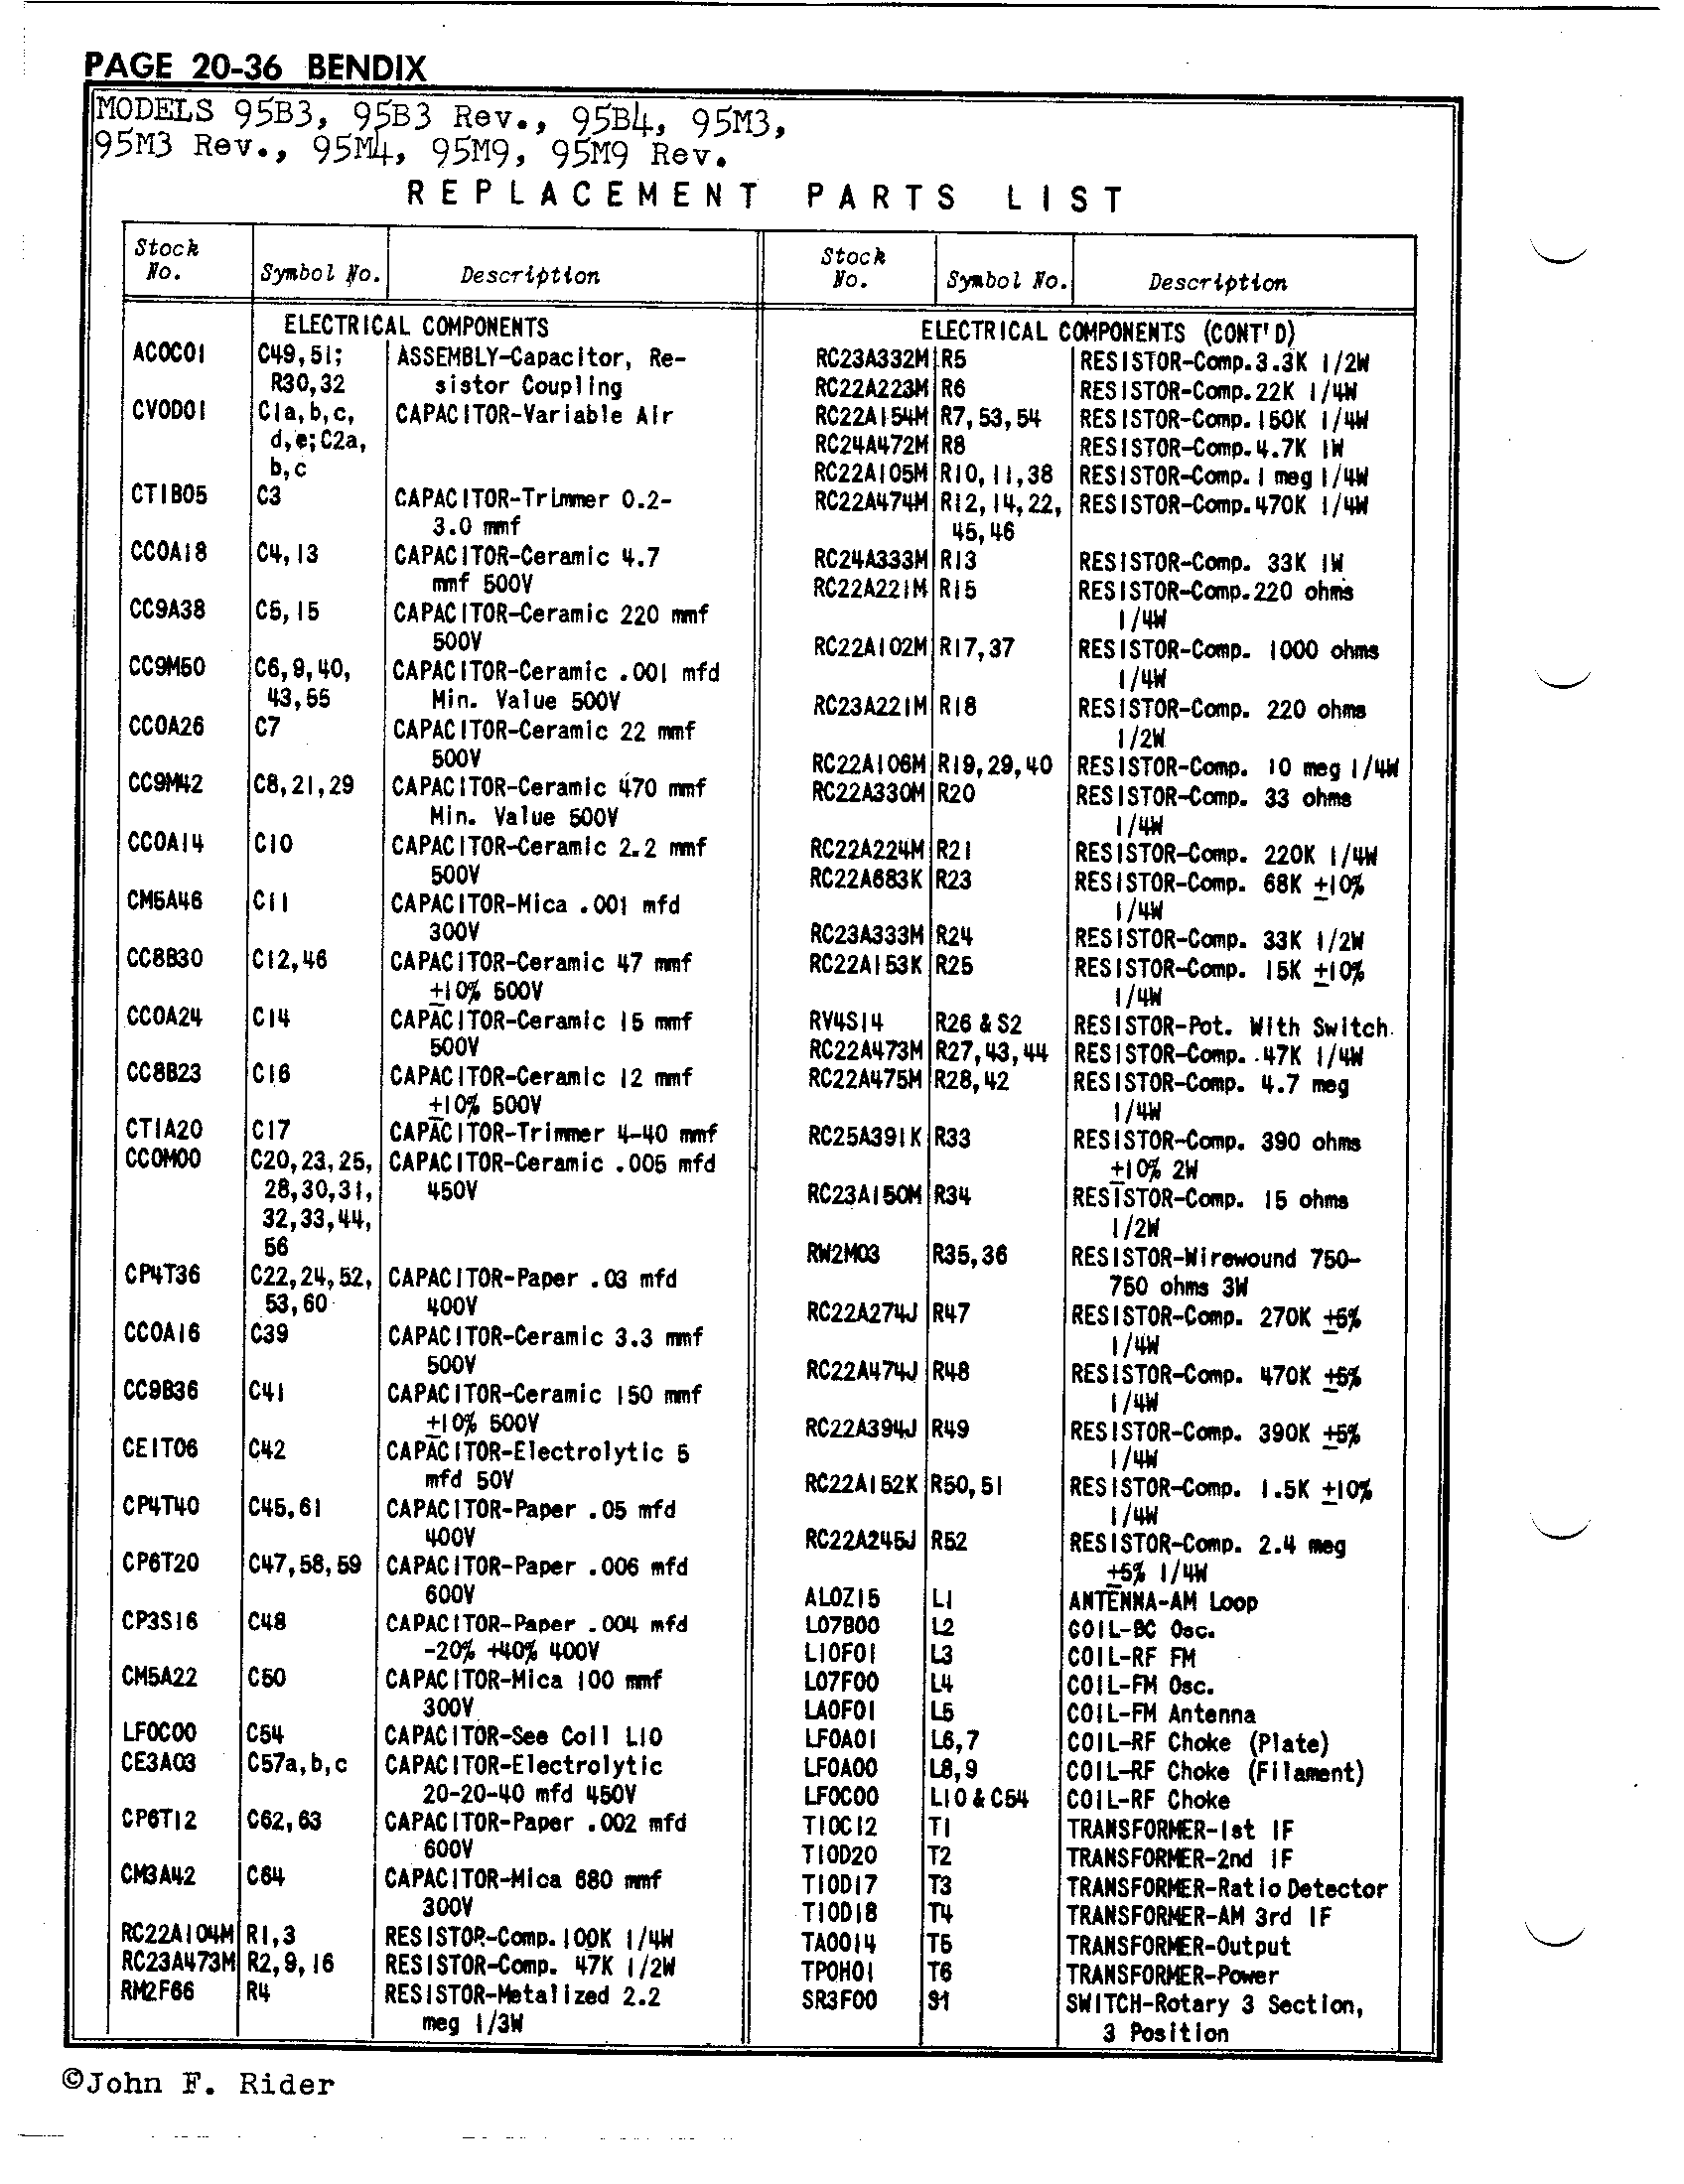 PAGE 20-36 BENDIX
MODELS 95B3, 95B3 Rev., 95B4, 95M3,
95M3 Rev., 95M4, 95M9, 95M9 Rev.
REPLACEMENT PARTS LIST
Stock No. Symbol No. Description
ELECTRICAL COMPONENTS
AC0C01 C49,51; ASSEMBLY-Capacitor, Re-
R30,32 sistor Coupling
CV0D01 C1a,b,c, CAPACITOR-Variable Air
d,e;C2a,
b,c
CT1B05 C3 CAPACITOR-Trimmer 0.2-
3.0 mmf
CC0A18 C4,13 CAPACITOR-Ceramic 4.7
mmf 500V
CC9A38 C5,15 CAPACITOR-Ceramic 220 mmf
500V
CC9M50 C6,9,40, CAPACITOR-Ceramic .001 mfd
43,55 Min. Value 500V
CC0A26 C7 CAPACITOR-Ceramic 22 mmf
500V
CC9M42 C8,21,29 CAPACITOR-Ceramic 470 mmf
Min. Value 500V
CC0A14 C10 CAPACITOR-Ceramic 2.2 mmf
500V
CM5A46 C11 CAPACITOR-Mica .001 mfd
300V
CC8B30 C12,46 CAPACITOR-Ceramic 47 mmf
±10% 500V
CC0A24 C14 CAPACITOR-Ceramic 15 mmf
500V
CC8B23 C16 CAPACITOR-Ceramic 12 mmf
±10% 500V
CT1A20 C17 CAPACITOR-Trimmer 4-40 mmf
CC0M00 C20,23,25, CAPACITOR-Ceramic .005 mfd
28,30,31, 450V
32,33,44,
56
CP4T36 C22,24,52, CAPACITOR-Paper .03 mfd
53,60 400V
CC0A16 C39 CAPACITOR-Ceramic 3.3 mmf
500V
CC9B36 C41 CAPACITOR-Ceramic 150 mmf
±10% 500V
CE1T06 C42 CAPACITOR-Electrolytic 5
mfd 50V
CP4T40 C45,61 CAPACITOR-Paper .05 mfd
400V
CP6T20 C47,58,59 CAPACITOR-Paper .006 mfd
600V
CP3S16 C48 CAPACITOR-Paper .004 mfd
-20% +40% 400V
CM5A22 C50 CAPACITOR-Mica 100 mmf
300V
LF0C00 C54 CAPACITOR-See Coil L10
CE3A03 C57a,b,c CAPACITOR-Electrolytic
20-20-40 mfd 450V
CP6T12 C62,63 CAPACITOR-Paper .002 mfd
600V
CM3A42 C64 CAPACITOR-Mica 680 mmf
300V
RC22A104M R1,3 RESISTOR-Comp. 100K 1/4W
RC23A473M R2,9,16 RESISTOR-Comp. 47K 1/2W
RM2F66 R4 RESISTOR-Metalized 2.2
meg 1/3W
Stock No. Symbol No. Description
ELECTRICAL COMPONENTS (CONT'D)
RC23A332M R5 RESISTOR-Comp. 3.3K 1/2W
RC22A223M R6 RESISTOR-Comp. 22K 1/4W
RC22A154M R7,53,54 RESISTOR-Comp. 150K 1/4W
RC24A472M R8 RESISTOR-Comp. 4.7K 1W
RC22A105M R10,11,38 RESISTOR-Comp. 1 meg 1/4W
RC22A474M R12,14,22, RESISTOR-Comp. 470K 1/4W
45,46
RC24A333M R13 RESISTOR-Comp. 33K 1W
RC22A221M R15 RESISTOR-Comp. 220 ohms
1/4W
RC22A102M R17,37 RESISTOR-Comp. 1000 ohms
1/4W
RC23A221M R18 RESISTOR-Comp. 220 ohms
1/2W
RC22A106M R19,29,40 RESISTOR-Comp. 10 meg 1/4W
RC22A330M R20 RESISTOR-Comp. 33 ohms
1/4W
RC22A224M R21 RESISTOR-Comp. 220K 1/4W
RC22A683K R23 RESISTOR-Comp. 68K ±10%
1/4W
RC23A333M R24 RESISTOR-Comp. 33K 1/2W
RC22A153K R25 RESISTOR-Comp. 15K ±10%
1/4W
RV4S14 R26 & S2 RESISTOR-Pot. With Switch
RC22A473M R27,43,44 RESISTOR-Comp. 47K 1/4W
RC22A475M R28,42 RESISTOR-Comp. 4.7 meg
1/4W
RC25A391K R33 RESISTOR-Comp. 390 ohms
±10% 2W
RC23A150M R34 RESISTOR-Comp. 15 ohms
1/2W
RW2M03 R35,36 RESISTOR-Wirewound 750-
750 ohms 3W
RC22A274J R47 RESISTOR-Comp. 270K ±5%
1/4W
RC22A474J R48 RESISTOR-Comp. 470K ±5%
1/4W
RC22A394J R49 RESISTOR-Comp. 390K ±5%
1/4W
RC22A152K R50,51 RESISTOR-Comp. 1.5K ±10%
1/4W
RC22A245J R52 RESISTOR-Comp. 2.4 meg
±5% 1/4W
AL0Z15 L1 ANTENNA-AM Loop
L07B00 L2 COIL-BC Osc.
L10F01 L3 COIL-RF FM
L07F00 L4 COIL-FM Osc.
LA0F01 L5 COIL-FM Antenna
LF0A01 L6,7 COIL-RF Choke (Plate)
LF0A00 L8,9 COIL-RF Choke (Filament)
LF0C00 L10 & C54 COIL-RF Choke
T10C12 T1 TRANSFORMER-1st IF
T10D20 T2 TRANSFORMER-2nd IF
T10D17 T3 TRANSFORMER-Ratio Detector
T10D18 T4 TRANSFORMER-AM 3rd IF
TA0014 T5 TRANSFORMER-Output
TP0H01 T6 TRANSFORMER-Power
SR3F00 S1 SWITCH-Rotary 3 Section,
3 Position
©John F. Rider